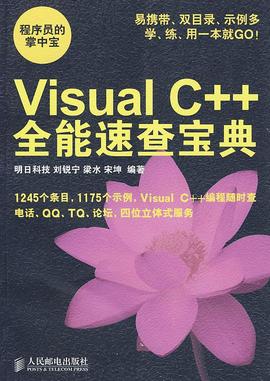 程序员的
掌中宝
易携带、双目录、示例多
学、练、用一本就GO!
Visual C++
全能速查宝典
明日科技 刘锐宁 梁水 宋坤 编著
1245个条目，1175个示例，Visual C++编程随时查
电话、QQ、TQ、论坛，四位立体式服务
人民邮电出版社
POSTS & TELECOM PRESS